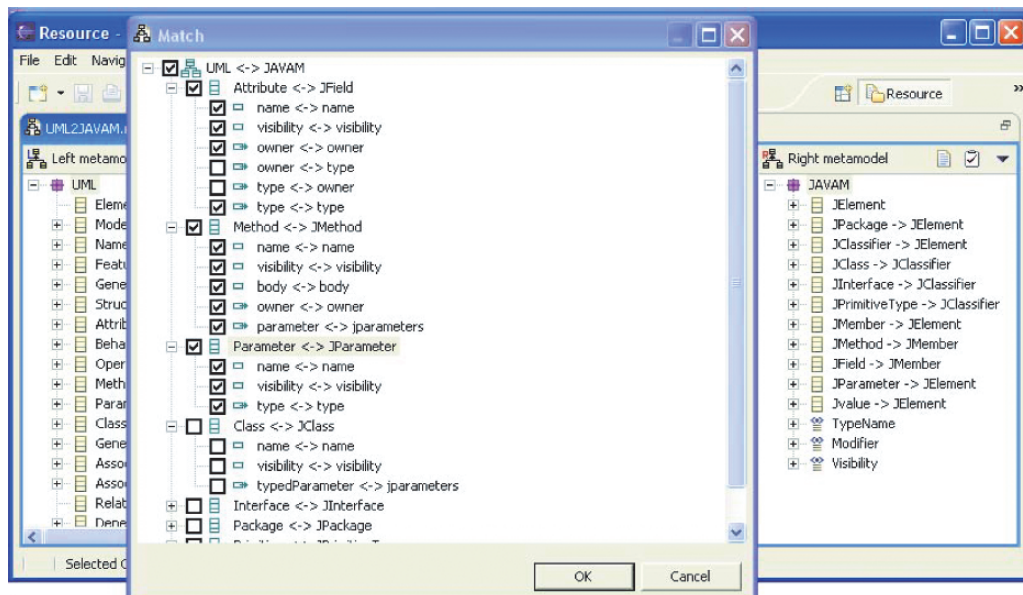 Resource -
Match
File Edit Navig
Resource
»
UML2JAVAM.
Left metamo
Right metamodel
UML
Eleme
Mode
Name
Featu
Gene
Struc
Attrib
Beha
Oper
Meth
Parar
Class
Gene
Asso
Asso
Relat
Depe
UML <-> JAVAM
Attribute <-> JField
name <-> name
visibility <-> visibility
owner <-> owner
owner <-> type
type <-> owner
type <-> type
Method <-> JMethod
name <-> name
visibility <-> visibility
body <-> body
owner <-> owner
parameter <-> jparameters
Parameter <-> JParameter
name <-> name
visibility <-> visibility
type <-> type
Class <-> JClass
name <-> name
visibility <-> visibility
typedParameter <-> jparameters
Interface <-> JInterface
Package <-> JPackage
JAVAM
JElement
JPackage -> JElement
JClassifier -> JElement
JClass -> JClassifier
JInterface -> JClassifier
JPrimitiveType -> JClassifier
JMember -> JElement
JMethod -> JMember
JField -> JMember
JParameter -> JElement
Jvalue -> JElement
TypeName
Modifier
Visibility
Selected O
OK Cancel